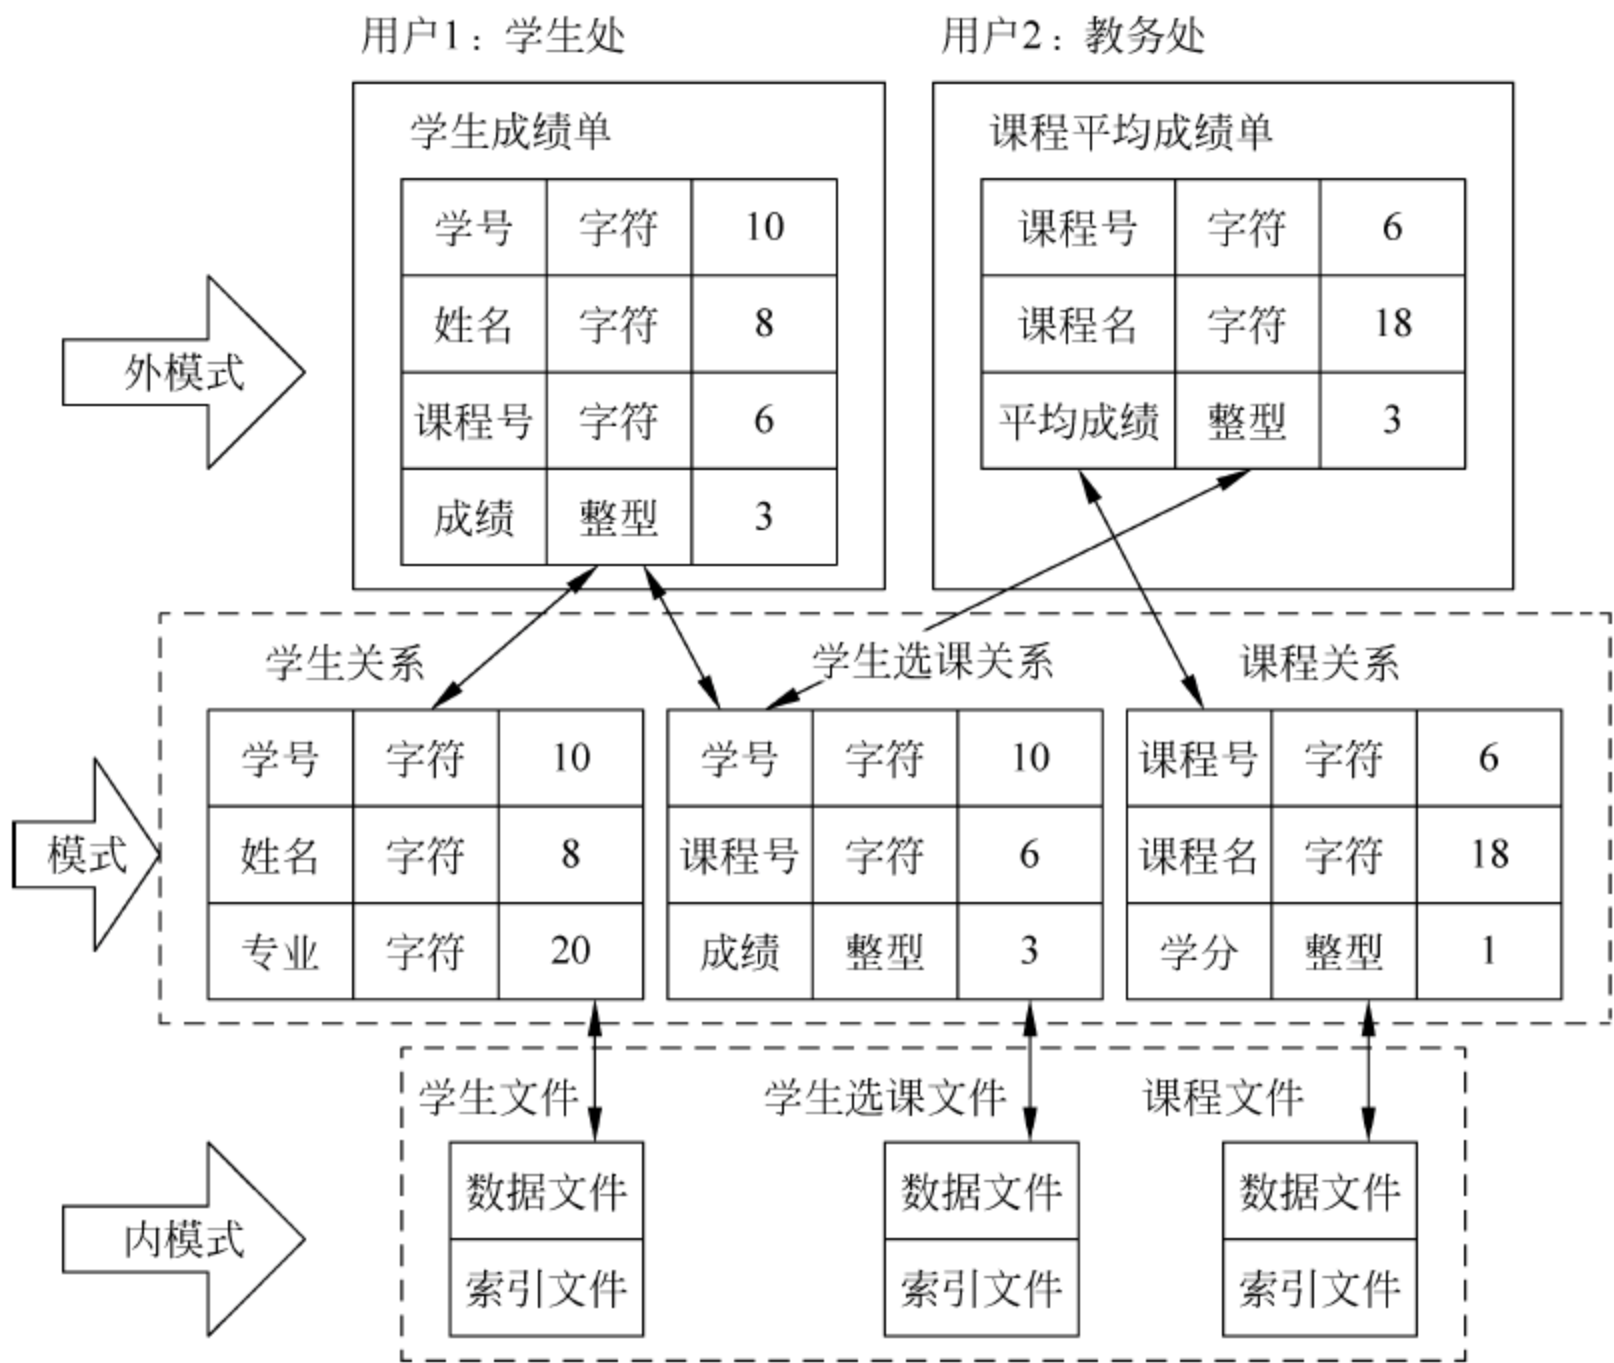 用户1：学生处
用户2：教务处
学生成绩单
课程平均成绩单
学号 字符 10
姓名 字符 8
课程号 字符 6
成绩 整型 3
课程号 字符 6
课程名 字符 18
平均成绩 整型 3
外模式
学生关系
学生选课关系
课程关系
学号 字符 10
姓名 字符 8
专业 字符 20
学号 字符 10
课程号 字符 6
成绩 整型 3
课程号 字符 6
课程名 字符 18
学分 整型 1
模式
学生文件
学生选课文件
课程文件
数据文件
索引文件
数据文件
索引文件
数据文件
索引文件
内模式